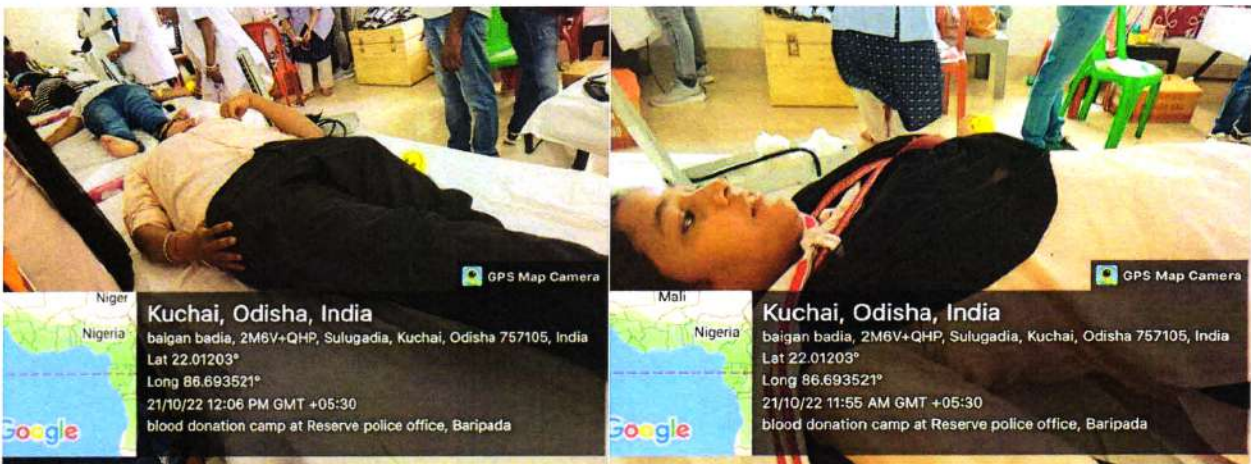 GPS Map Camera
Niger
Nigeria
Google
Kuchai, Odisha, India
baigan badia, 2M6V+QHP, Sulugadia, Kuchai, Odisha 757105, India
Lat 22.01203°
Long 86.693521°
21/10/22 12:06 PM GMT +05:30
blood donation camp at Reserve police office, Baripada
GPS Map Camera
Mali
Nigeria
Google
Kuchai, Odisha, India
baigan badia, 2M6V+QHP, Sulugadia, Kuchai, Odisha 757105, India
Lat 22.01203°
Long 86.693521°
21/10/22 11:55 AM GMT +05:30
blood donation camp at Reserve police office, Baripada